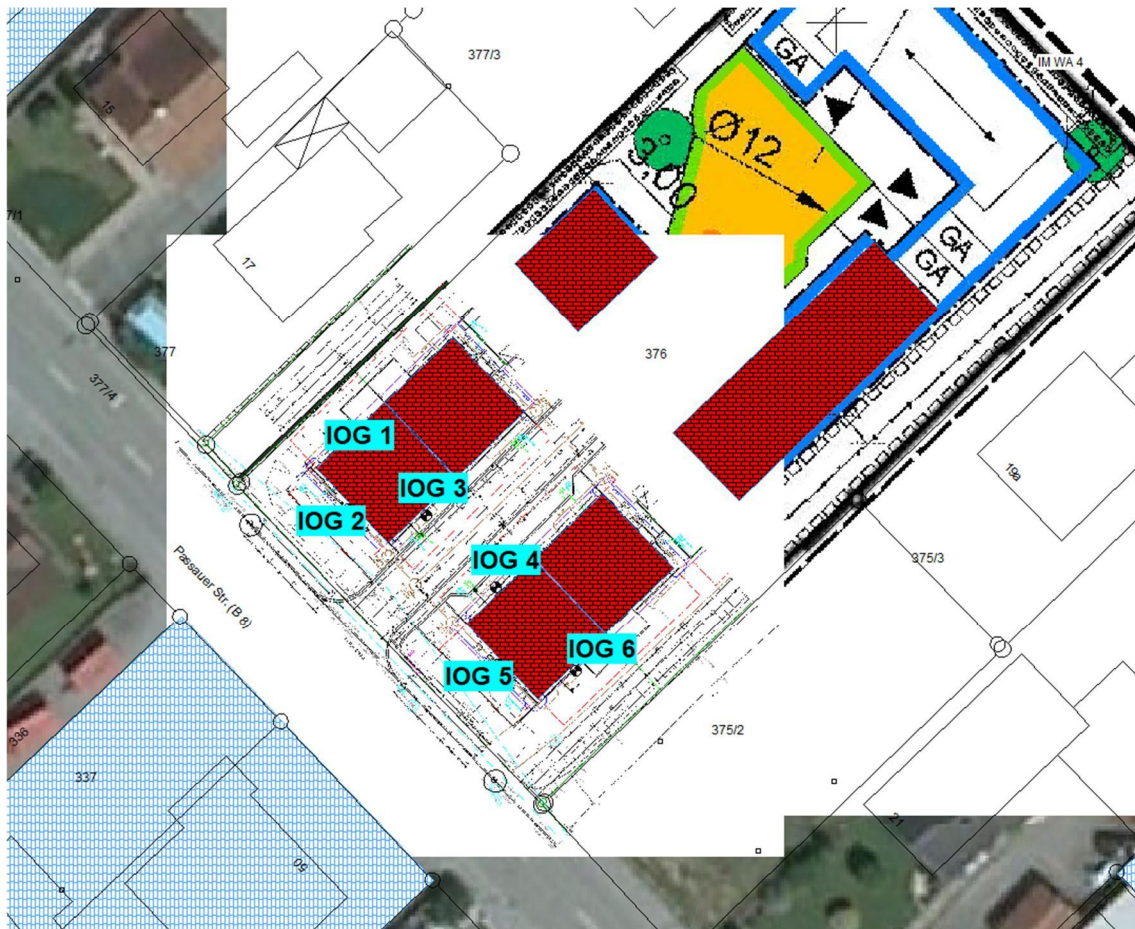 377/3
GA
IM WA 4
15
Ø12
3,00
7/1
17
GA
GA
377
376
377/4
IOG 1
IOG 3
IOG 2
19a
IOG 4
375/3
Passauer Str.(B 8)
IOG 6
IOG 5
375/2
336
337
21
50